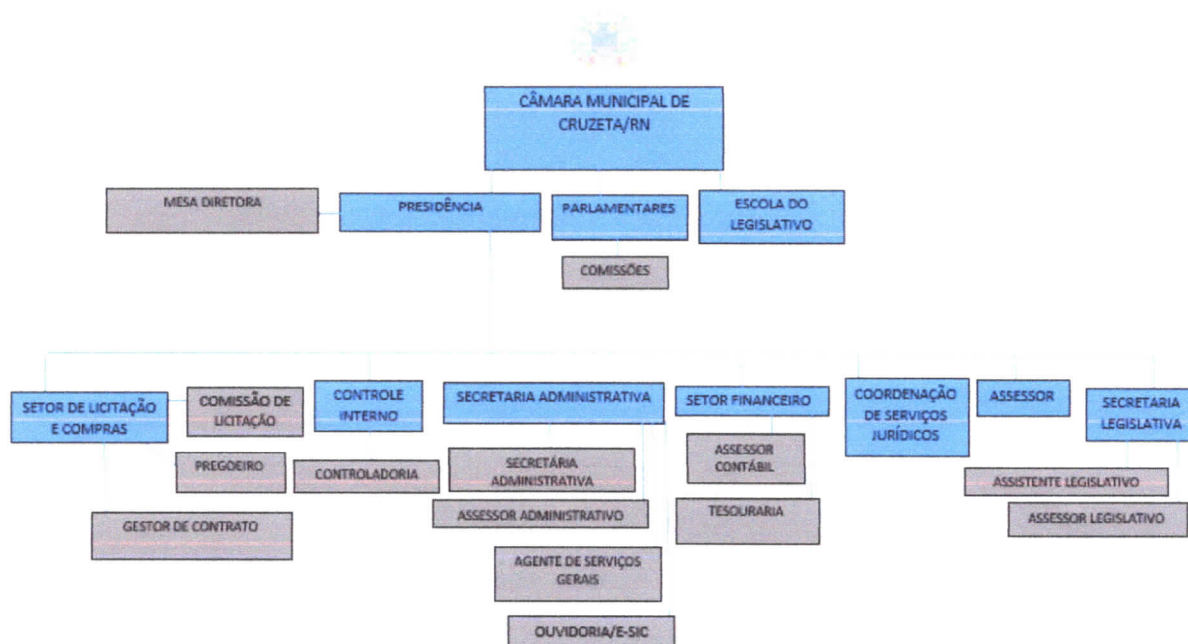 CÂMARA MUNICIPAL DE
CRUZETA/RN
MESA DIRETORA
PRESIDÊNCIA
PARLAMENTARES
ESCOLA DO
LEGISLATIVO
COMISSÕES
SETOR DE LICITAÇÃO
E COMPRAS
COMISSÃO DE
LICITAÇÃO
PREGOEIRO
GESTOR DE CONTRATO
CONTROLE
INTERNO
CONTROLADORIA
SECRETARIA ADMINISTRATIVA
SECRETÁRIA
ADMINISTRATIVA
ASSESSOR ADMINISTRATIVO
AGENTE DE SERVIÇOS
GERAIS
OUVIDORIA/E-SIC
SETOR FINANCEIRO
ASSESSOR
CONTÁBIL
TESOURARIA
COORDENAÇÃO
DE SERVIÇOS
JURÍDICOS
ASSESSOR
SECRETARIA
LEGISLATIVA
ASSISTENTE LEGISLATIVO
ASSESSOR LEGISLATIVO